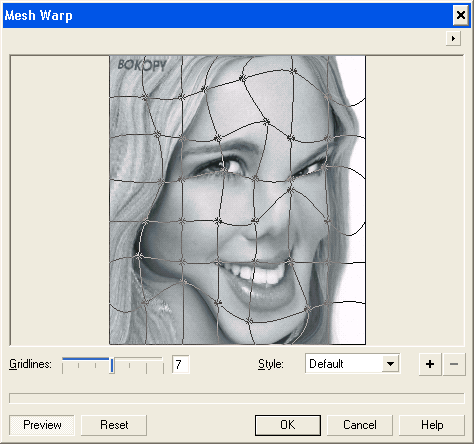 Mesh Warp
BOKOPY
Gridlines: 7 Style: Default + −
Preview Reset OK Cancel Help